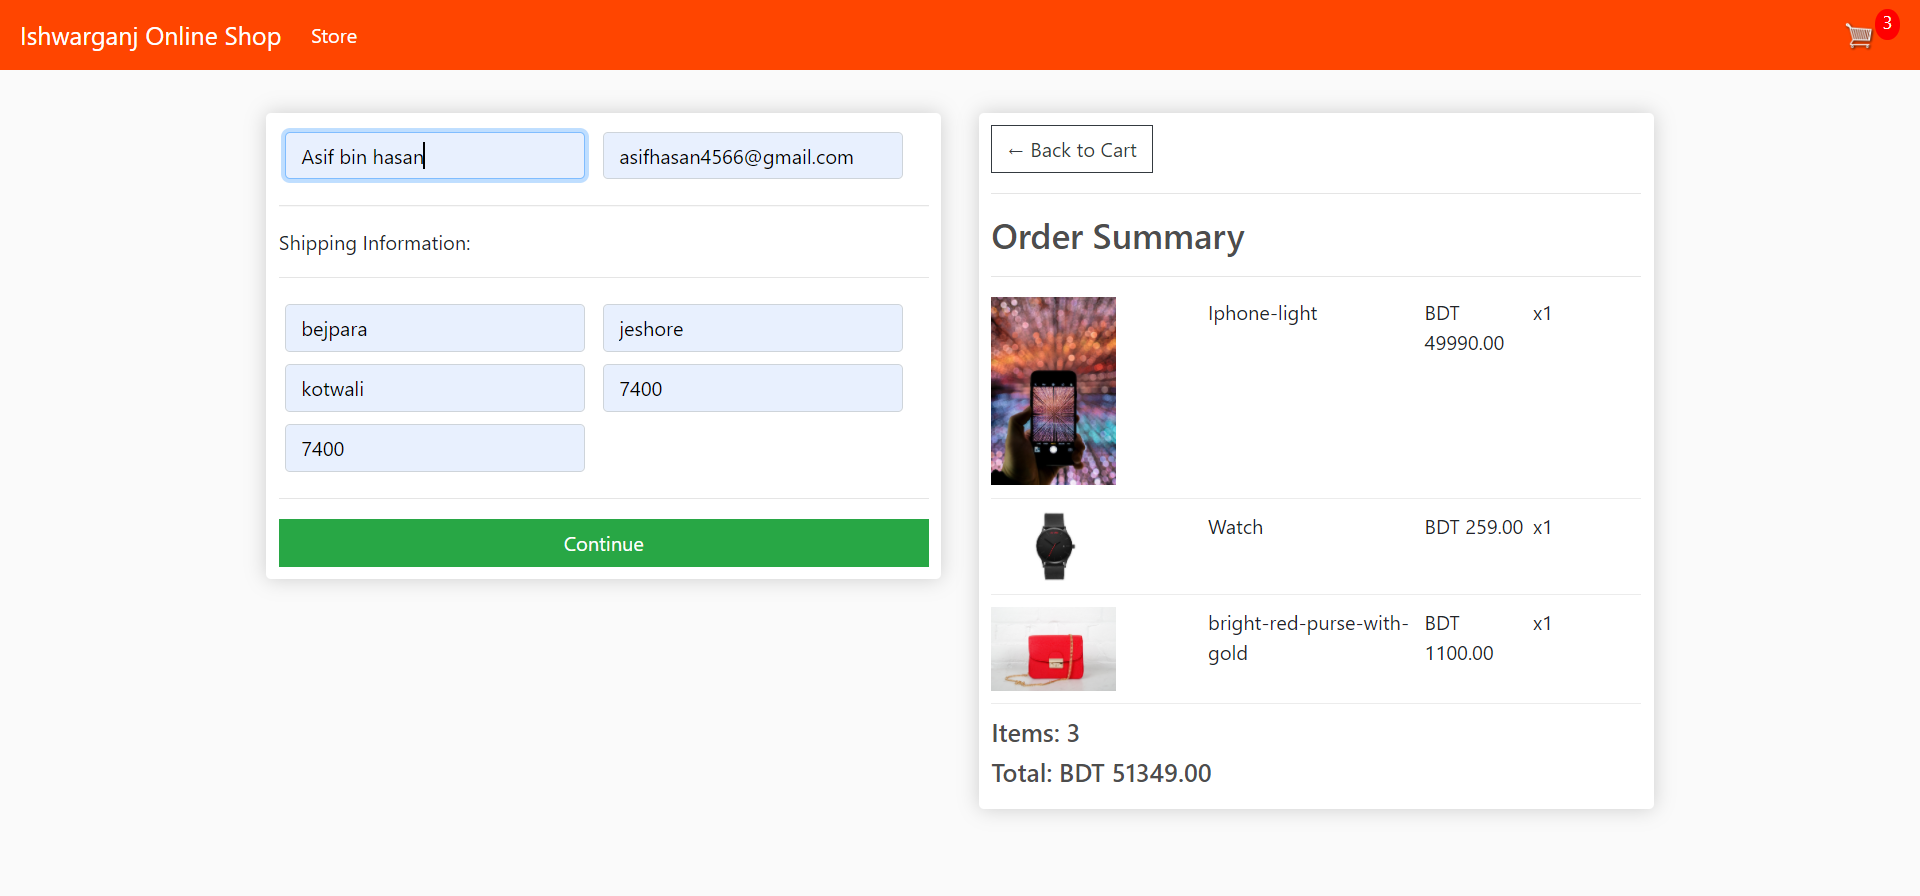 Ishwarganj Online Shop Store 3
Asif bin hasan asifhasan4566@gmail.com
Shipping Information:
bejpara jeshore
kotwali 7400
7400
Continue
← Back to Cart
Order Summary
Iphone-light BDT 49990.00 x1
Watch BDT 259.00 x1
bright-red-purse-with-gold BDT 1100.00 x1
Items: 3
Total: BDT 51349.00